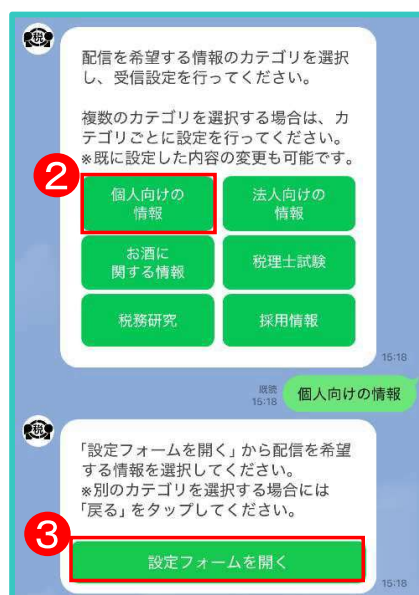 税
配信を希望する情報のカテゴリを選択
し、受信設定を行ってください。
複数のカテゴリを選択する場合は、カ
テゴリごとに設定を行ってください。
※既に設定した内容の変更も可能です。
2
個人向けの
情報
法人向けの
情報
お酒に
関する情報
税理士試験
税務研究
採用情報
15:18
既読
15:18
個人向けの情報
税
「設定フォームを開く」から配信を希望
する情報を選択してください。
※別のカテゴリを選択する場合には
「戻る」をタップしてください。
3
設定フォームを開く
15:18